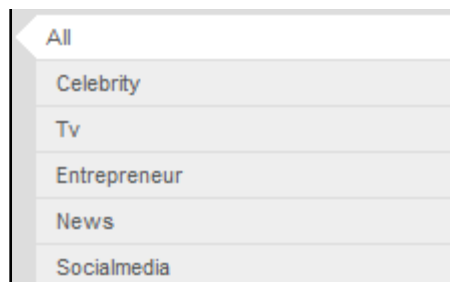 All
Celebrity
Tv
Entrepreneur
News
Socialmedia